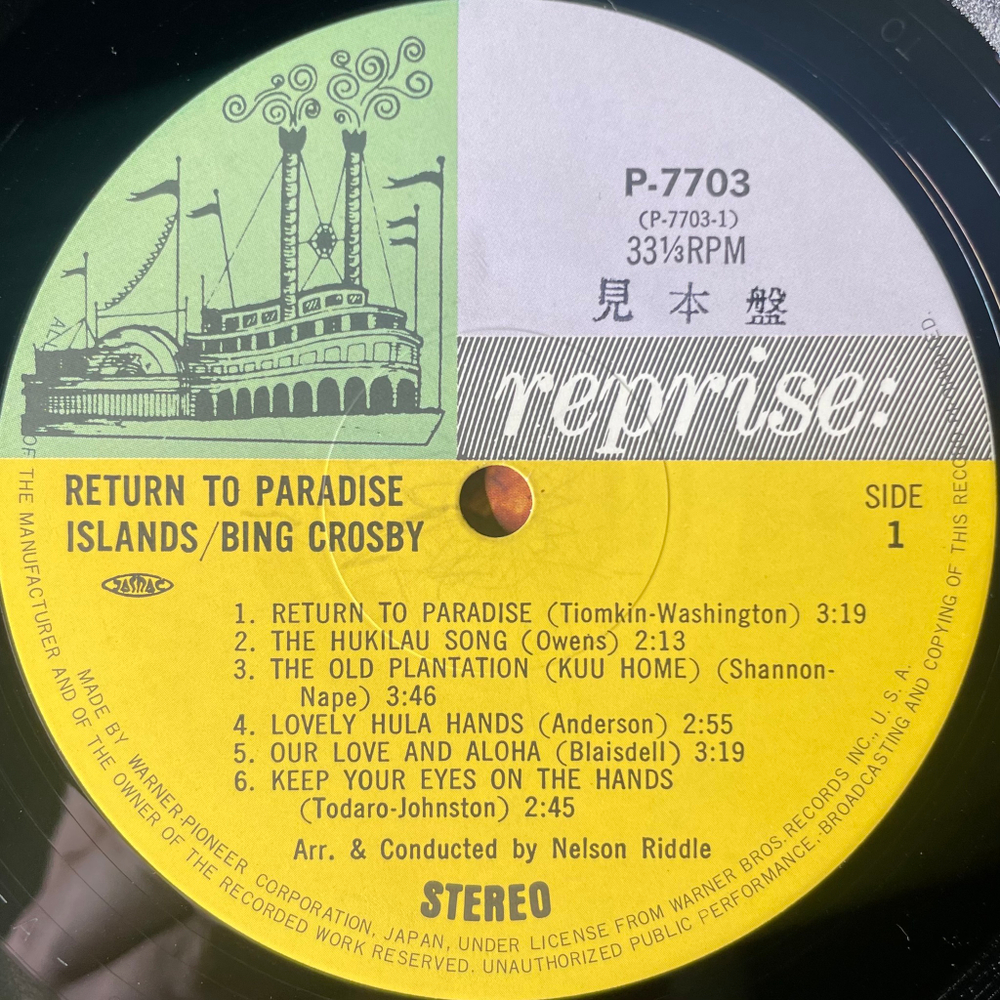 P-7703
(P-7703-1)
33⅓RPM
見本盤
reprise:
RETURN TO PARADISE
ISLANDS/BING CROSBY
SIDE
1
JASRAC
1. RETURN TO PARADISE (Tiomkin-Washington) 3:19
2. THE HUKILAU SONG (Owens) 2:13
3. THE OLD PLANTATION (KUU HOME) (Shannon-
Nape) 3:46
4. LOVELY HULA HANDS (Anderson) 2:55
5. OUR LOVE AND ALOHA (Blaisdell) 3:19
6. KEEP YOUR EYES ON THE HANDS
(Todaro-Johnston) 2:45
Arr. & Conducted by Nelson Riddle
STEREO
MADE BY WARNER-PIONEER CORPORATION, JAPAN, UNDER LICENSE FROM WARNER BROS. RECORDS INC., U. S. A.
OF THE MANUFACTURER AND OF THE OWNER OF THE RECORDED WORK RESERVED. UNAUTHORIZED PUBLIC PERFORMANCE, BROADCASTING AND COPYING OF THIS RECORD